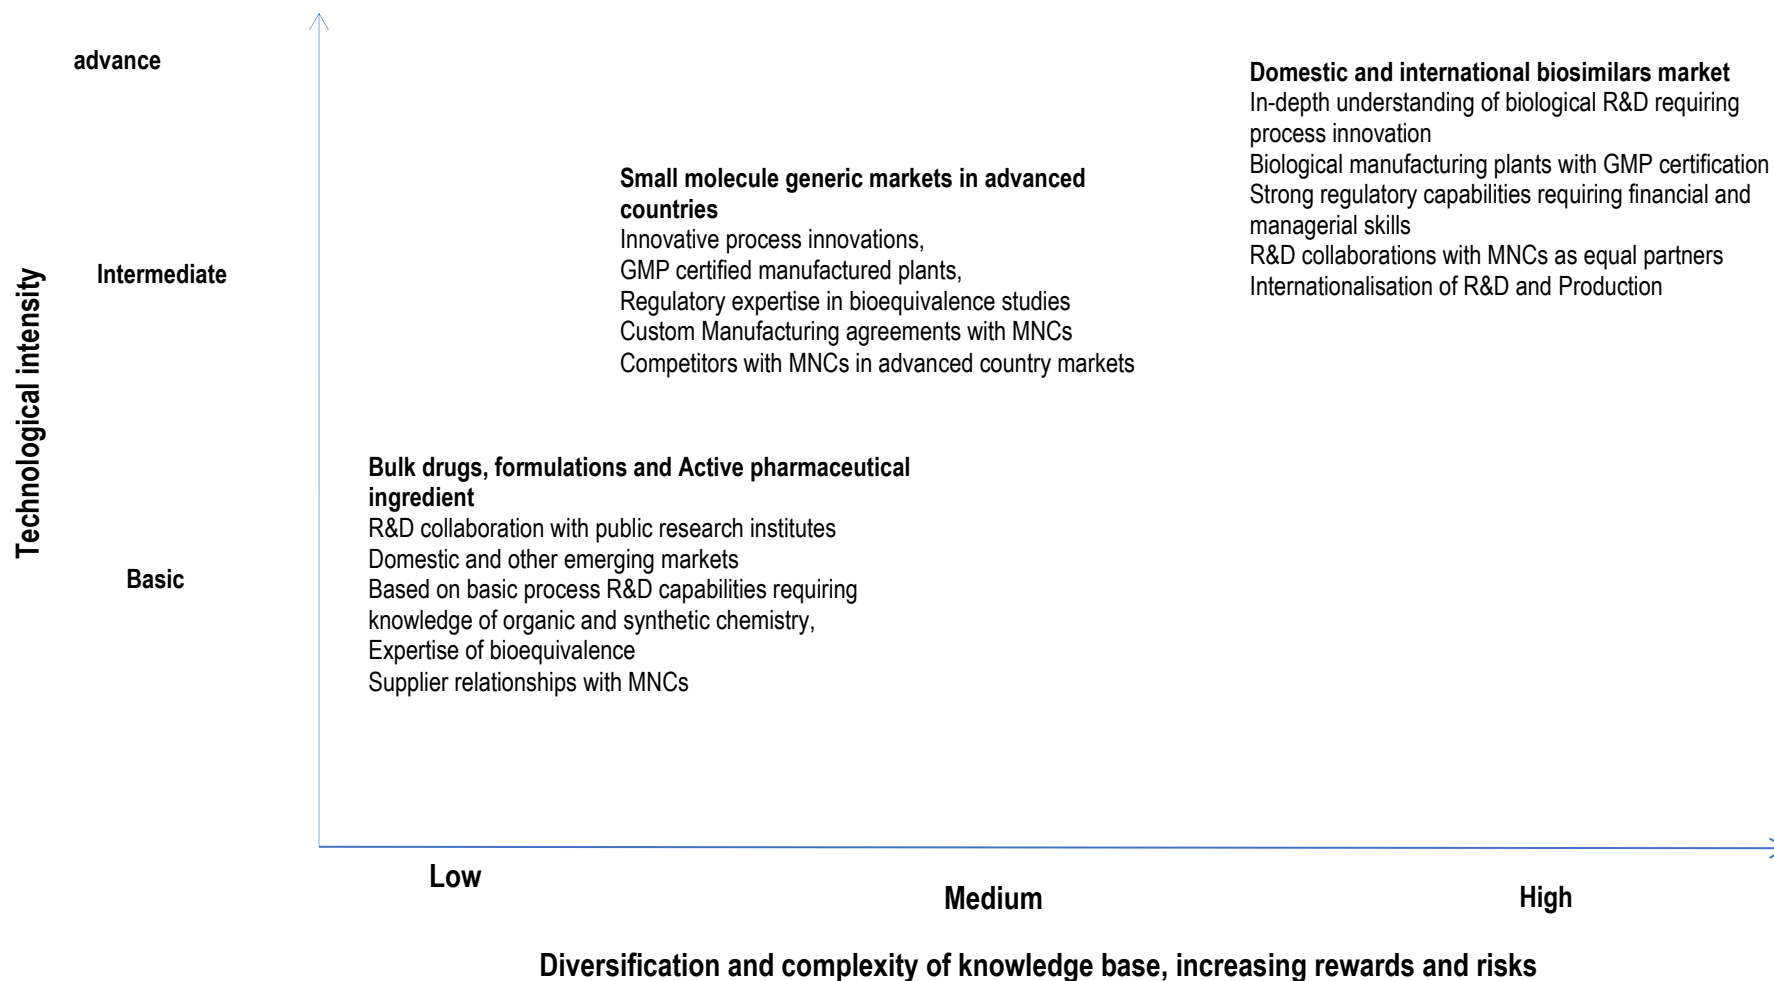 advance
Intermediate
Basic
Technological intensity
Domestic and international biosimilars market
In-depth understanding of biological R&D requiring
process innovation
Biological manufacturing plants with GMP certification
Strong regulatory capabilities requiring financial and
managerial skills
R&D collaborations with MNCs as equal partners
Internationalisation of R&D and Production
Small molecule generic markets in advanced
countries
Innovative process innovations,
GMP certified manufactured plants,
Regulatory expertise in bioequivalence studies
Custom Manufacturing agreements with MNCs
Competitors with MNCs in advanced country markets
Bulk drugs, formulations and Active pharmaceutical
ingredient
R&D collaboration with public research institutes
Domestic and other emerging markets
Based on basic process R&D capabilities requiring
knowledge of organic and synthetic chemistry,
Expertise of bioequivalence
Supplier relationships with MNCs
Low
Medium
High
Diversification and complexity of knowledge base, increasing rewards and risks